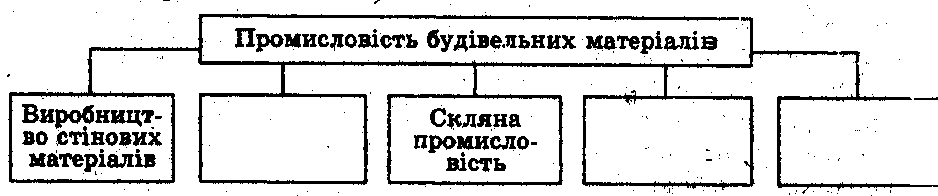 Промисловість будівельних матеріалів
Виробницт-
во стінових
матеріалів
Скляна
промисло-
вість